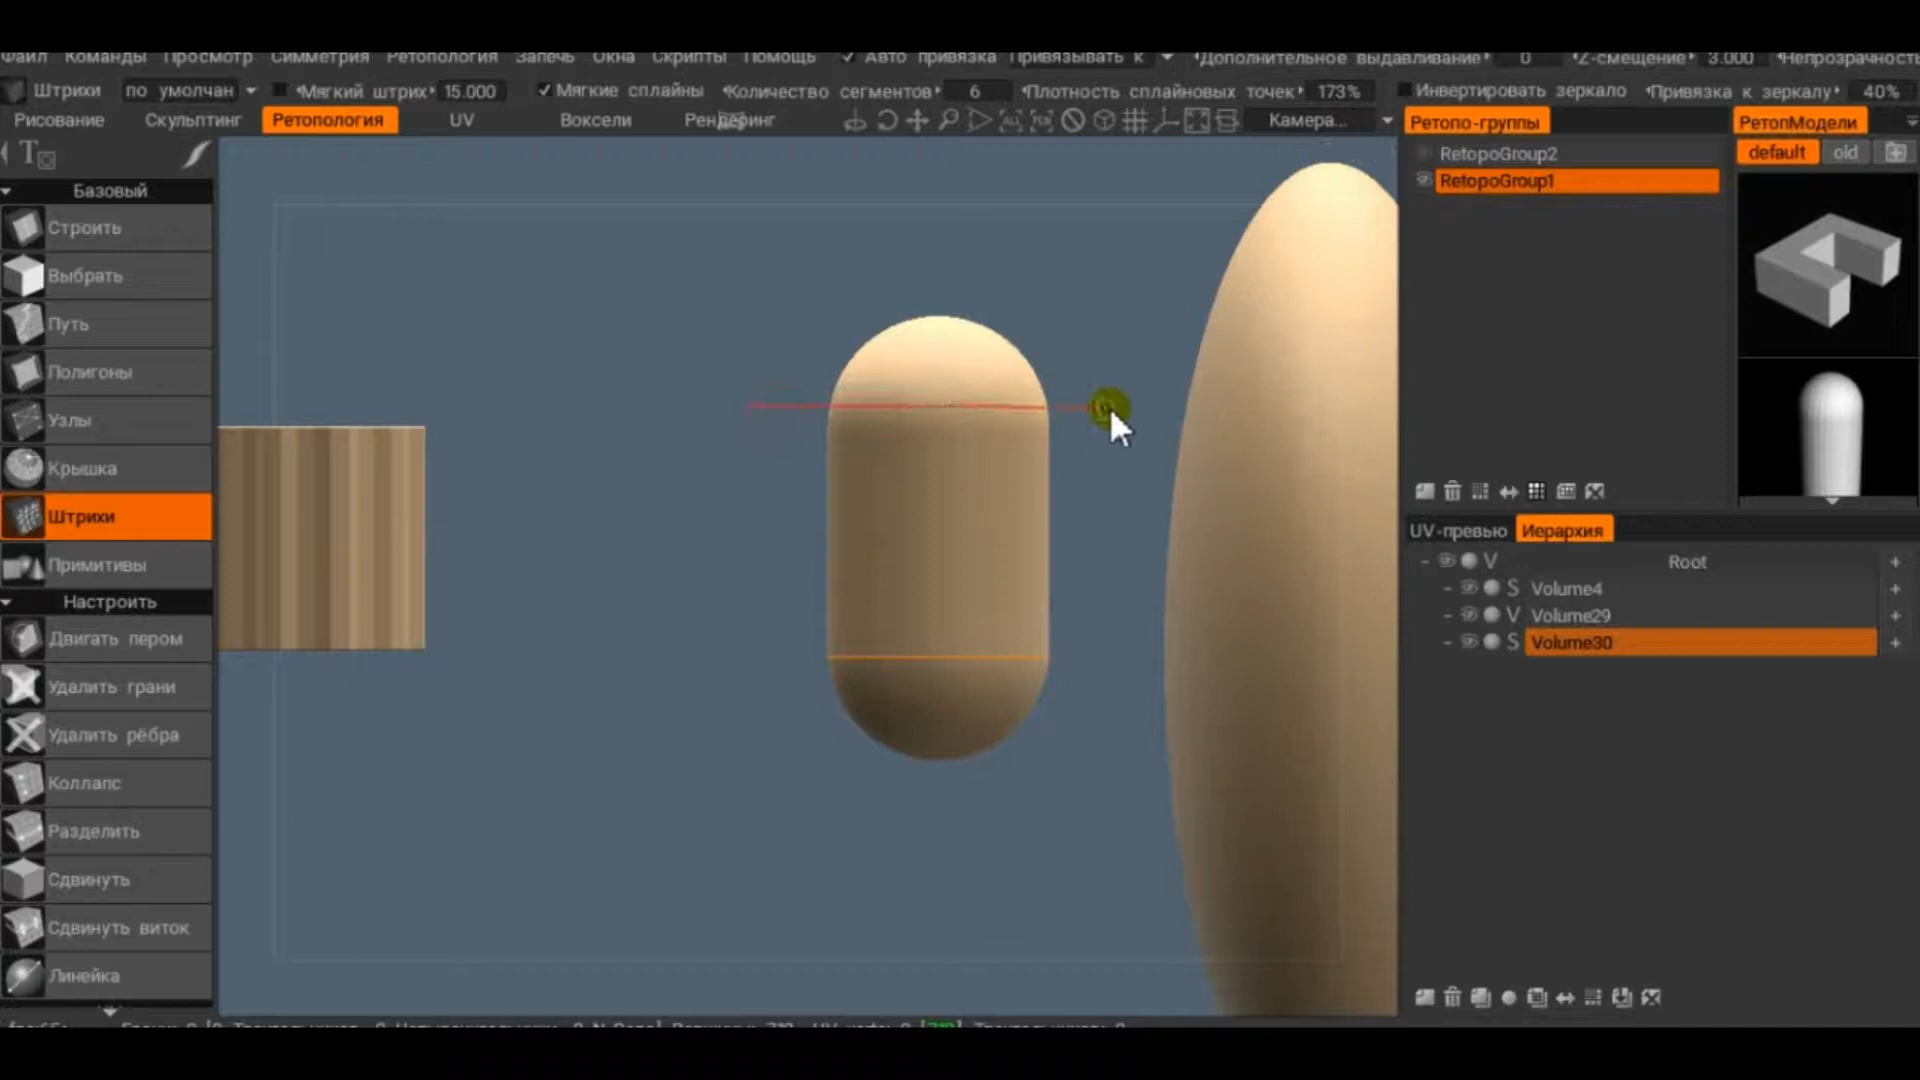 Файл Команды Просмотр Симметрия Ретопология Запечь Окна Скрипты Помощь Авто привязка Привязывать к Дополнительное выдавливание 0 Z-смещение 3.000 Непрозрачность
Штрихи по умолчан Мягкий штрих 15.000 Мягкие сплайны Количество сегментов 6 Плотность сплайновых точек 173% Инвертировать зеркало Привязка к зеркалу 40%
Рисование Скульптинг Ретопология UV Воксели Рендеринг Камера...
Ретопо-группы
РетопМодели
RetopoGroup2
RetopoGroup1
default old
Базовый
Строить
Выбрать
Путь
Полигоны
Узлы
Крышка
Штрихи
Примитивы
Настроить
Двигать пером
Удалить грани
Удалить рёбра
Коллапс
Разделить
Сдвинуть
Сдвинуть виток
Линейка
UV-превью Иерархия
V Root
S Volume4
V Volume29
S Volume30